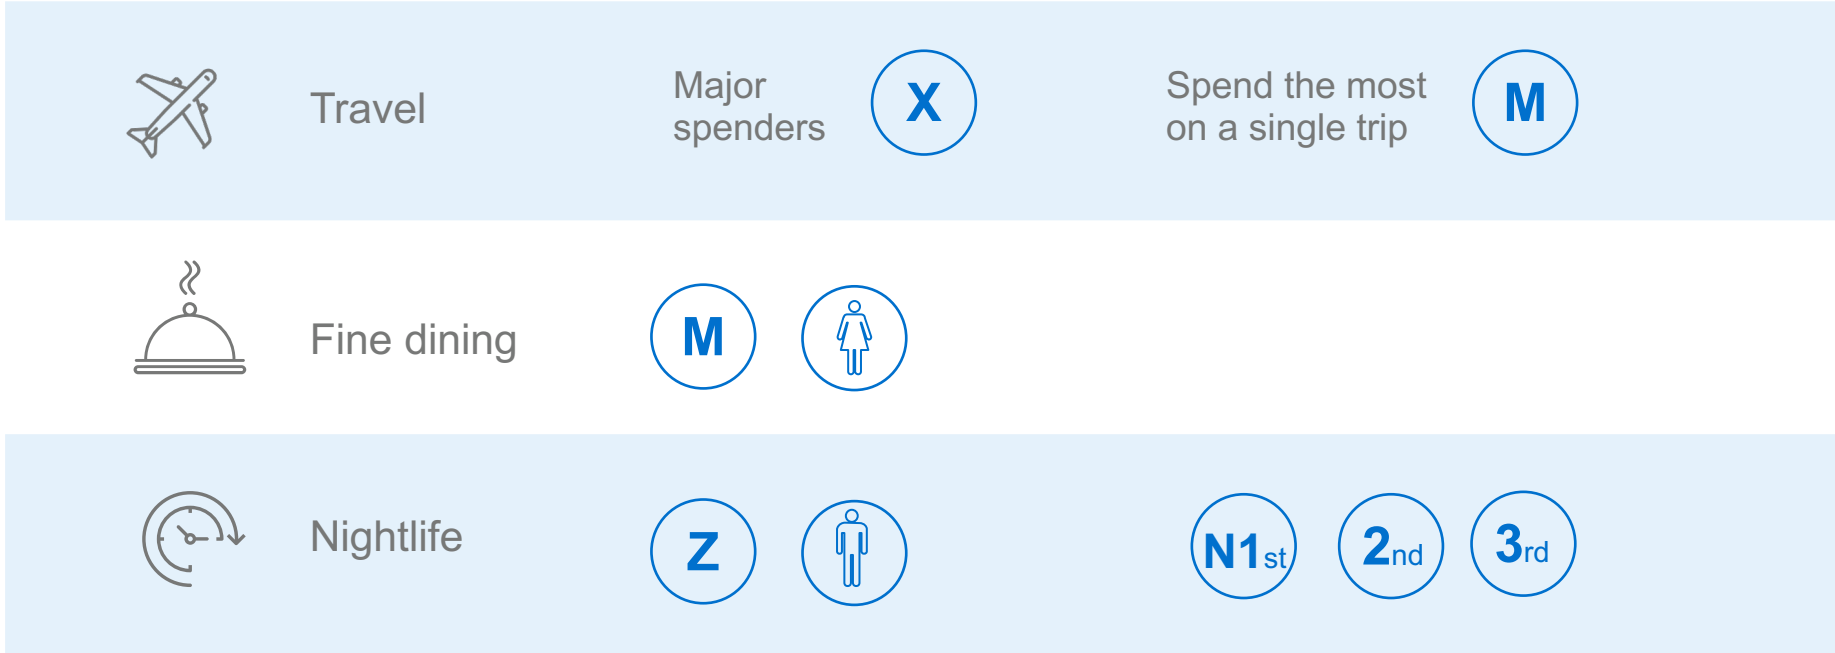 Travel
Major
spenders
X
Spend the most
on a single trip
M
Fine dining
M
Nightlife
Z
N1st
2nd
3rd